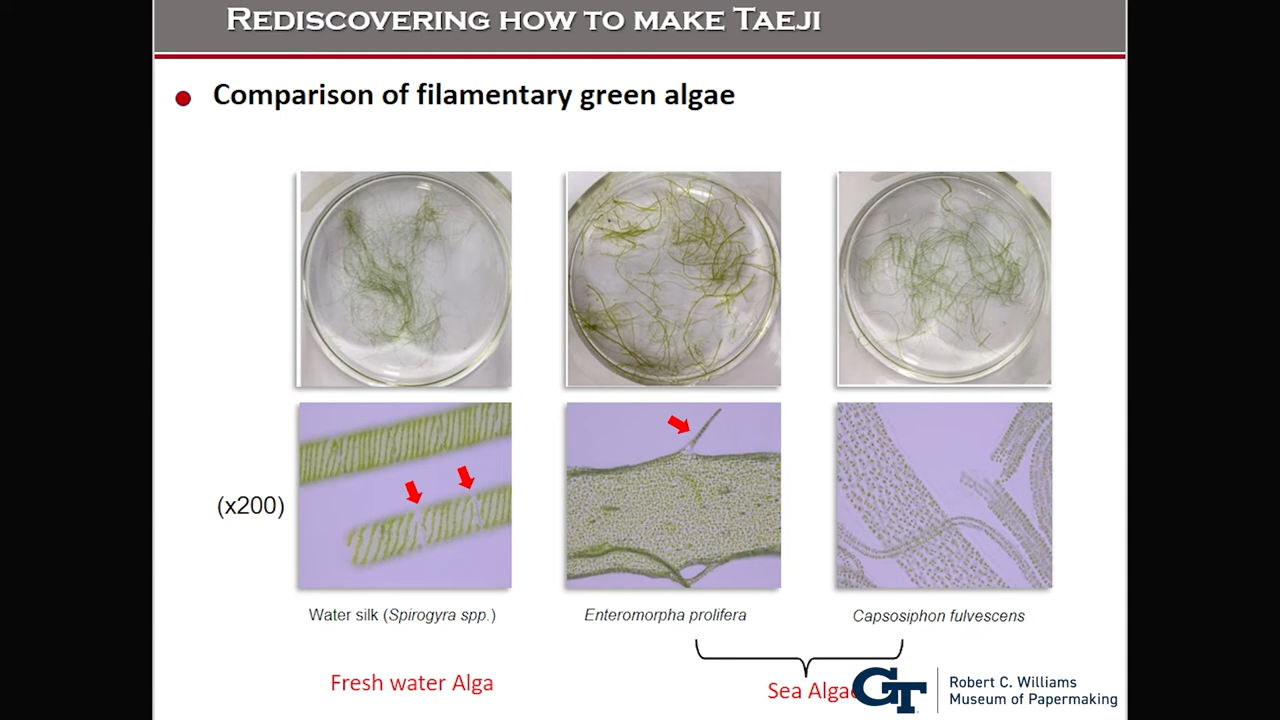 Rediscovering how to make Taeji
Comparison of filamentary green algae
(x200)
Water silk (Spirogyra spp.)
Enteromorpha prolifera
Capsosiphon fulvescens
Fresh water Alga
Sea Algae
GT
Robert C. Williams
Museum of Papermaking